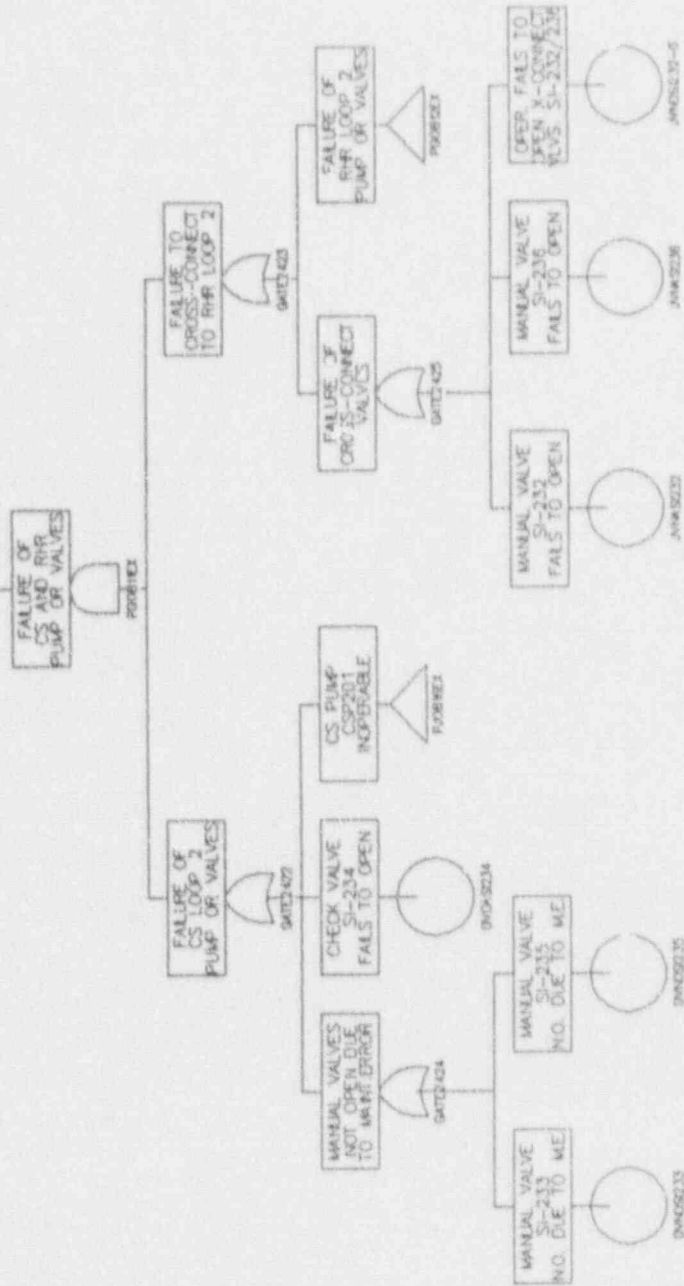 FAILURE OF
CS AND RHR
PUMP OR VALVES
FAILURE OF
CS LOOP 2
PUMP OR VALVES
GATE2422
FAILURE TO
CROSS-CONNECT
TO RHR LOOP 2
GATE2423
MANUAL VALVES
NOT OPEN DUE
TO MAINT.ERROR
GATE2424
CHECK VALVE
SI-234
FAILS TO OPEN
CS PUMP
CSP201
INOPERABLE
FAILURE OF
CROSS-CONNECT
VALVES
GATE2425
FAILURE OF
RHR LOOP 2
PUMP OR VALVES
MANUAL VALVE
SI-233
N.O. DUE TO M.E.
MANUAL VALVE
SI-235
N.O. DUE TO M.E.
MANUAL VALVE
SI-232
FAILS TO OPEN
MANUAL VALVE
SI-236
FAILS TO OPEN
OPER. FAILS TO
OPEN X-CONNECT
VLVS SI-232/236